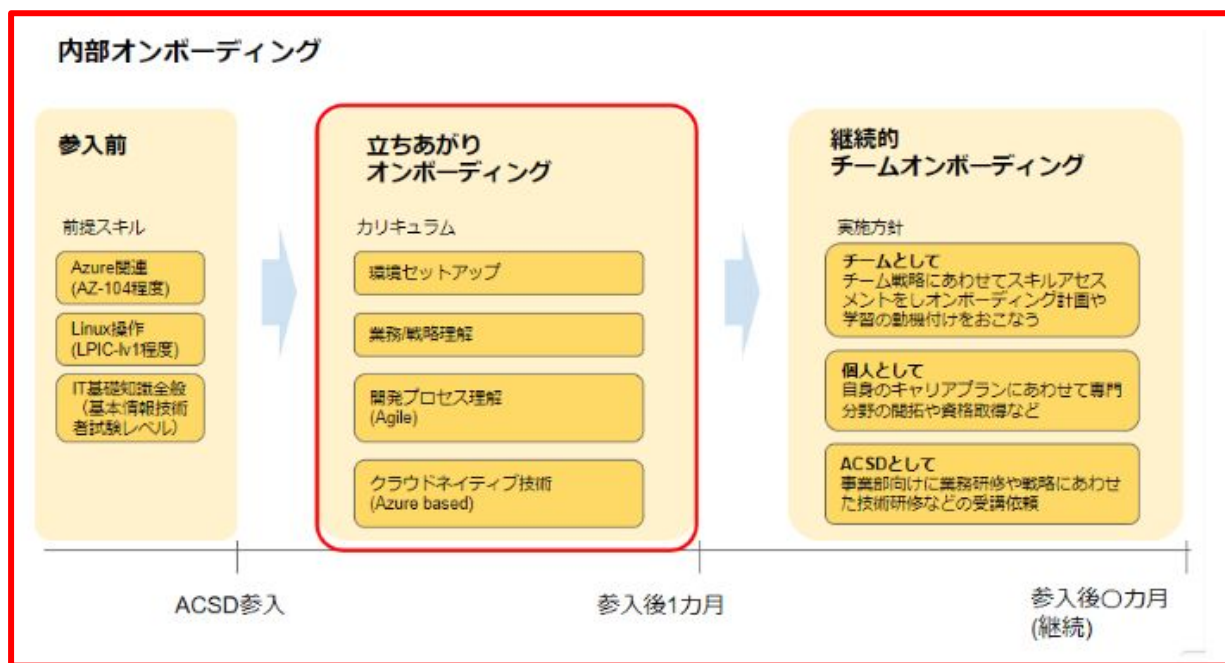 内部オンボーディング
参入前
前提スキル
Azure関連
(AZ-104程度)
Linux操作
(LPIC-lv1程度)
IT基礎知識全般
（基本情報技術
者試験レベル）
立ちあがり
オンボーディング
カリキュラム
環境セットアップ
業務/戦略理解
開発プロセス理解
(Agile)
クラウドネイティブ技術
(Azure based)
継続的
チームオンボーディング
実施方針
チームとして
チーム戦略にあわせてスキルアセス
メントをしオンボーディング計画や
学習の動機付けをおこなう
個人として
自身のキャリアプランにあわせて専門
分野の開拓や資格取得など
ACSDとして
事業部向けに業務研修や戦略にあわせ
た技術研修などの受講依頼
ACSD参入
参入後1カ月
参入後〇カ月
(継続)